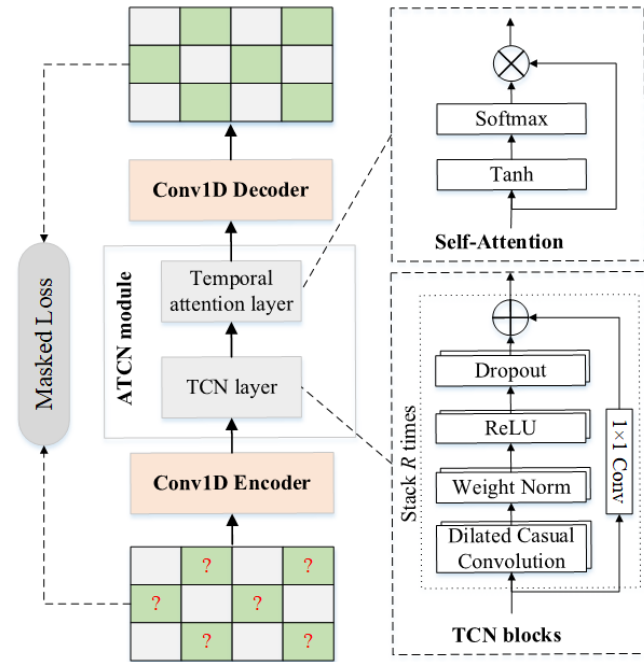 Softmax
Tanh
Self-Attention
Conv1D Decoder
Masked Loss
ATCN module
Temporal
attention layer
TCN layer
Conv1D Encoder
? ?
? ?
? ?
Stack R times
Dropout
ReLU
Weight Norm
Dilated Casual
Convolution
1×1 Conv
TCN blocks